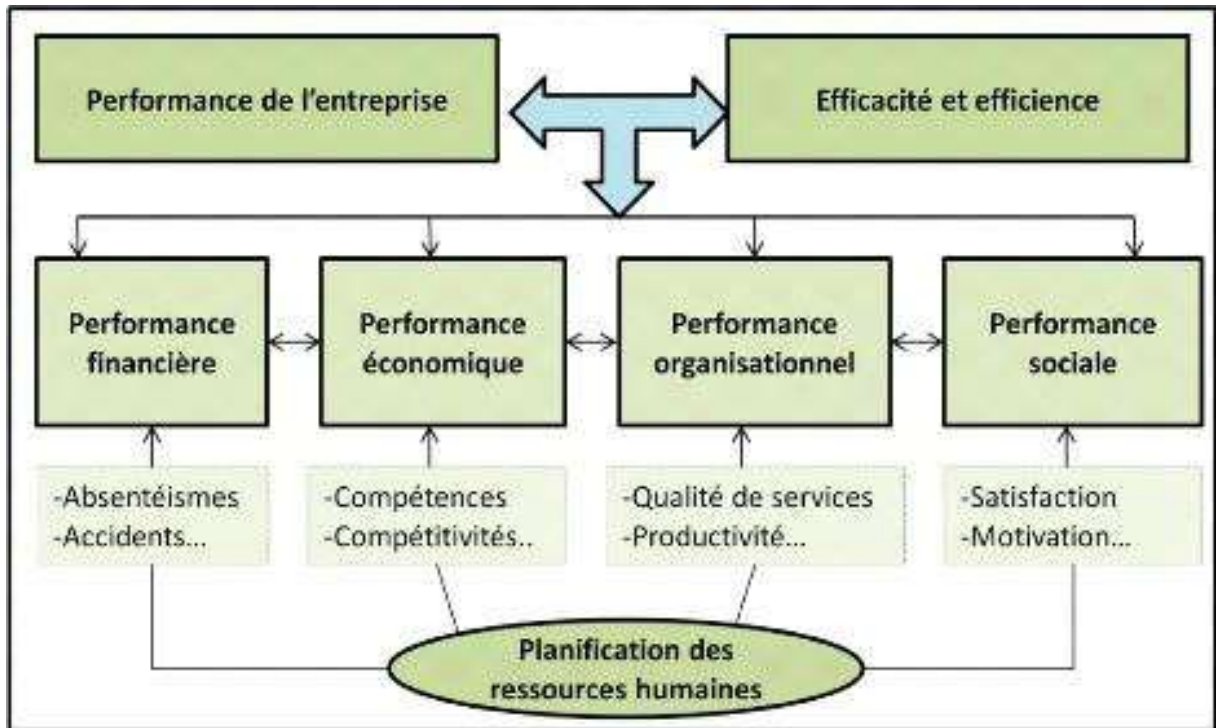 Performance de l'entreprise
Efficacité et efficience
Performance
financière
Performance
économique
Performance
organisationnel
Performance
sociale
-Absentéismes
-Accidents...
-Compétences
-Compétitivités..
-Qualité de services
-Productivité...
-Satisfaction
-Motivation...
Planification des
ressources humaines